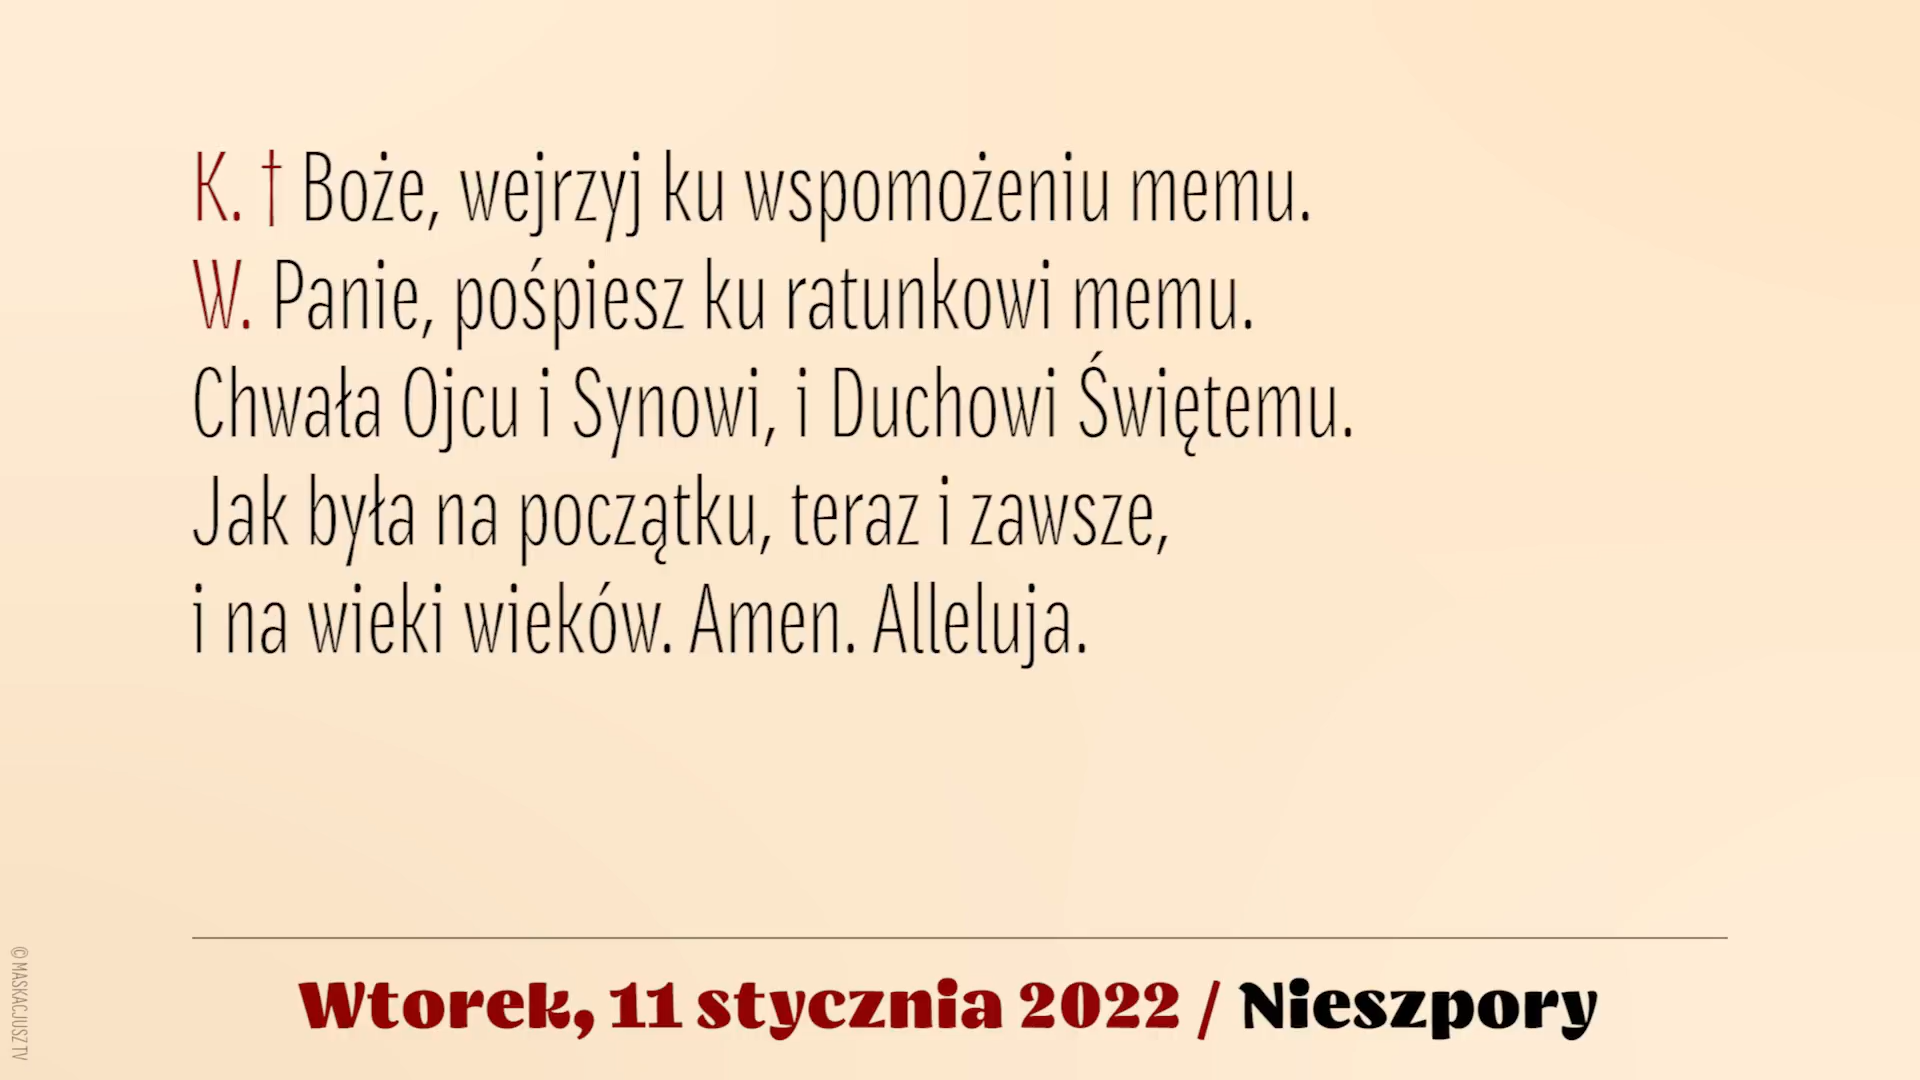 K. † Boże, wejrzyj ku wspomożeniu memu.
W. Panie, pośpiesz ku ratunkowi memu.
Chwała Ojcu i Synowi, i Duchowi Świętemu.
Jak była na początku, teraz i zawsze,
i na wieki wieków. Amen. Alleluja.
Wtorek, 11 stycznia 2022 / Nieszpory
© MASKACJUSZ TV